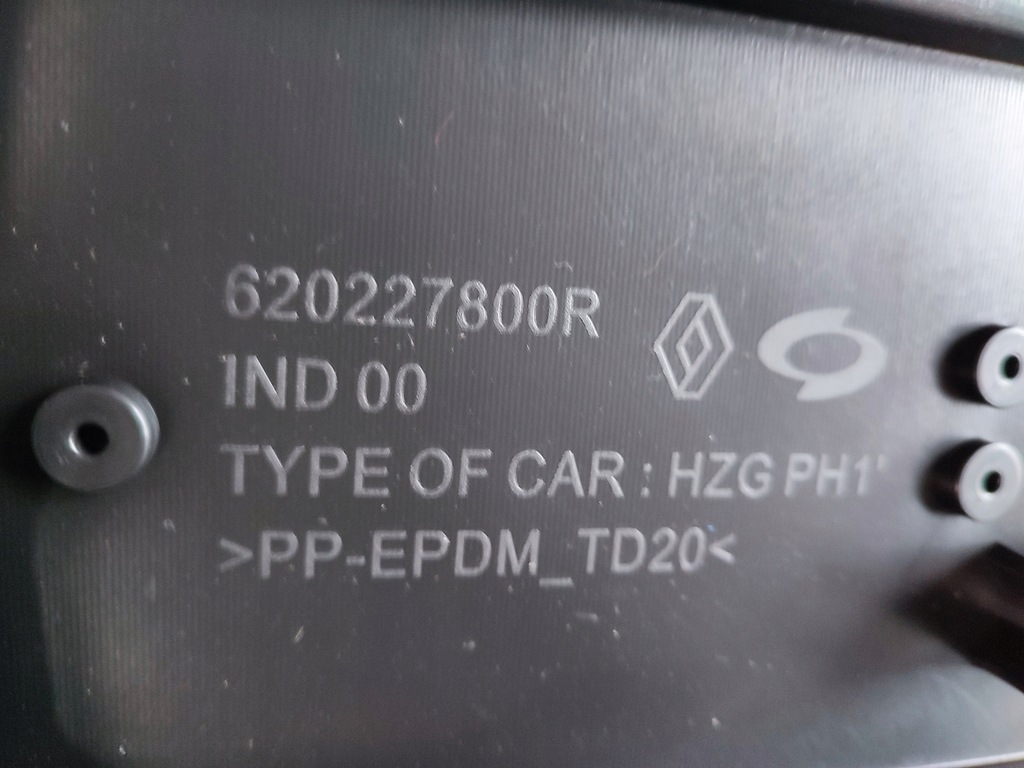 620227800R
IND 00
TYPE OF CAR : HZG PH1'
>PP-EPDM_TD20<